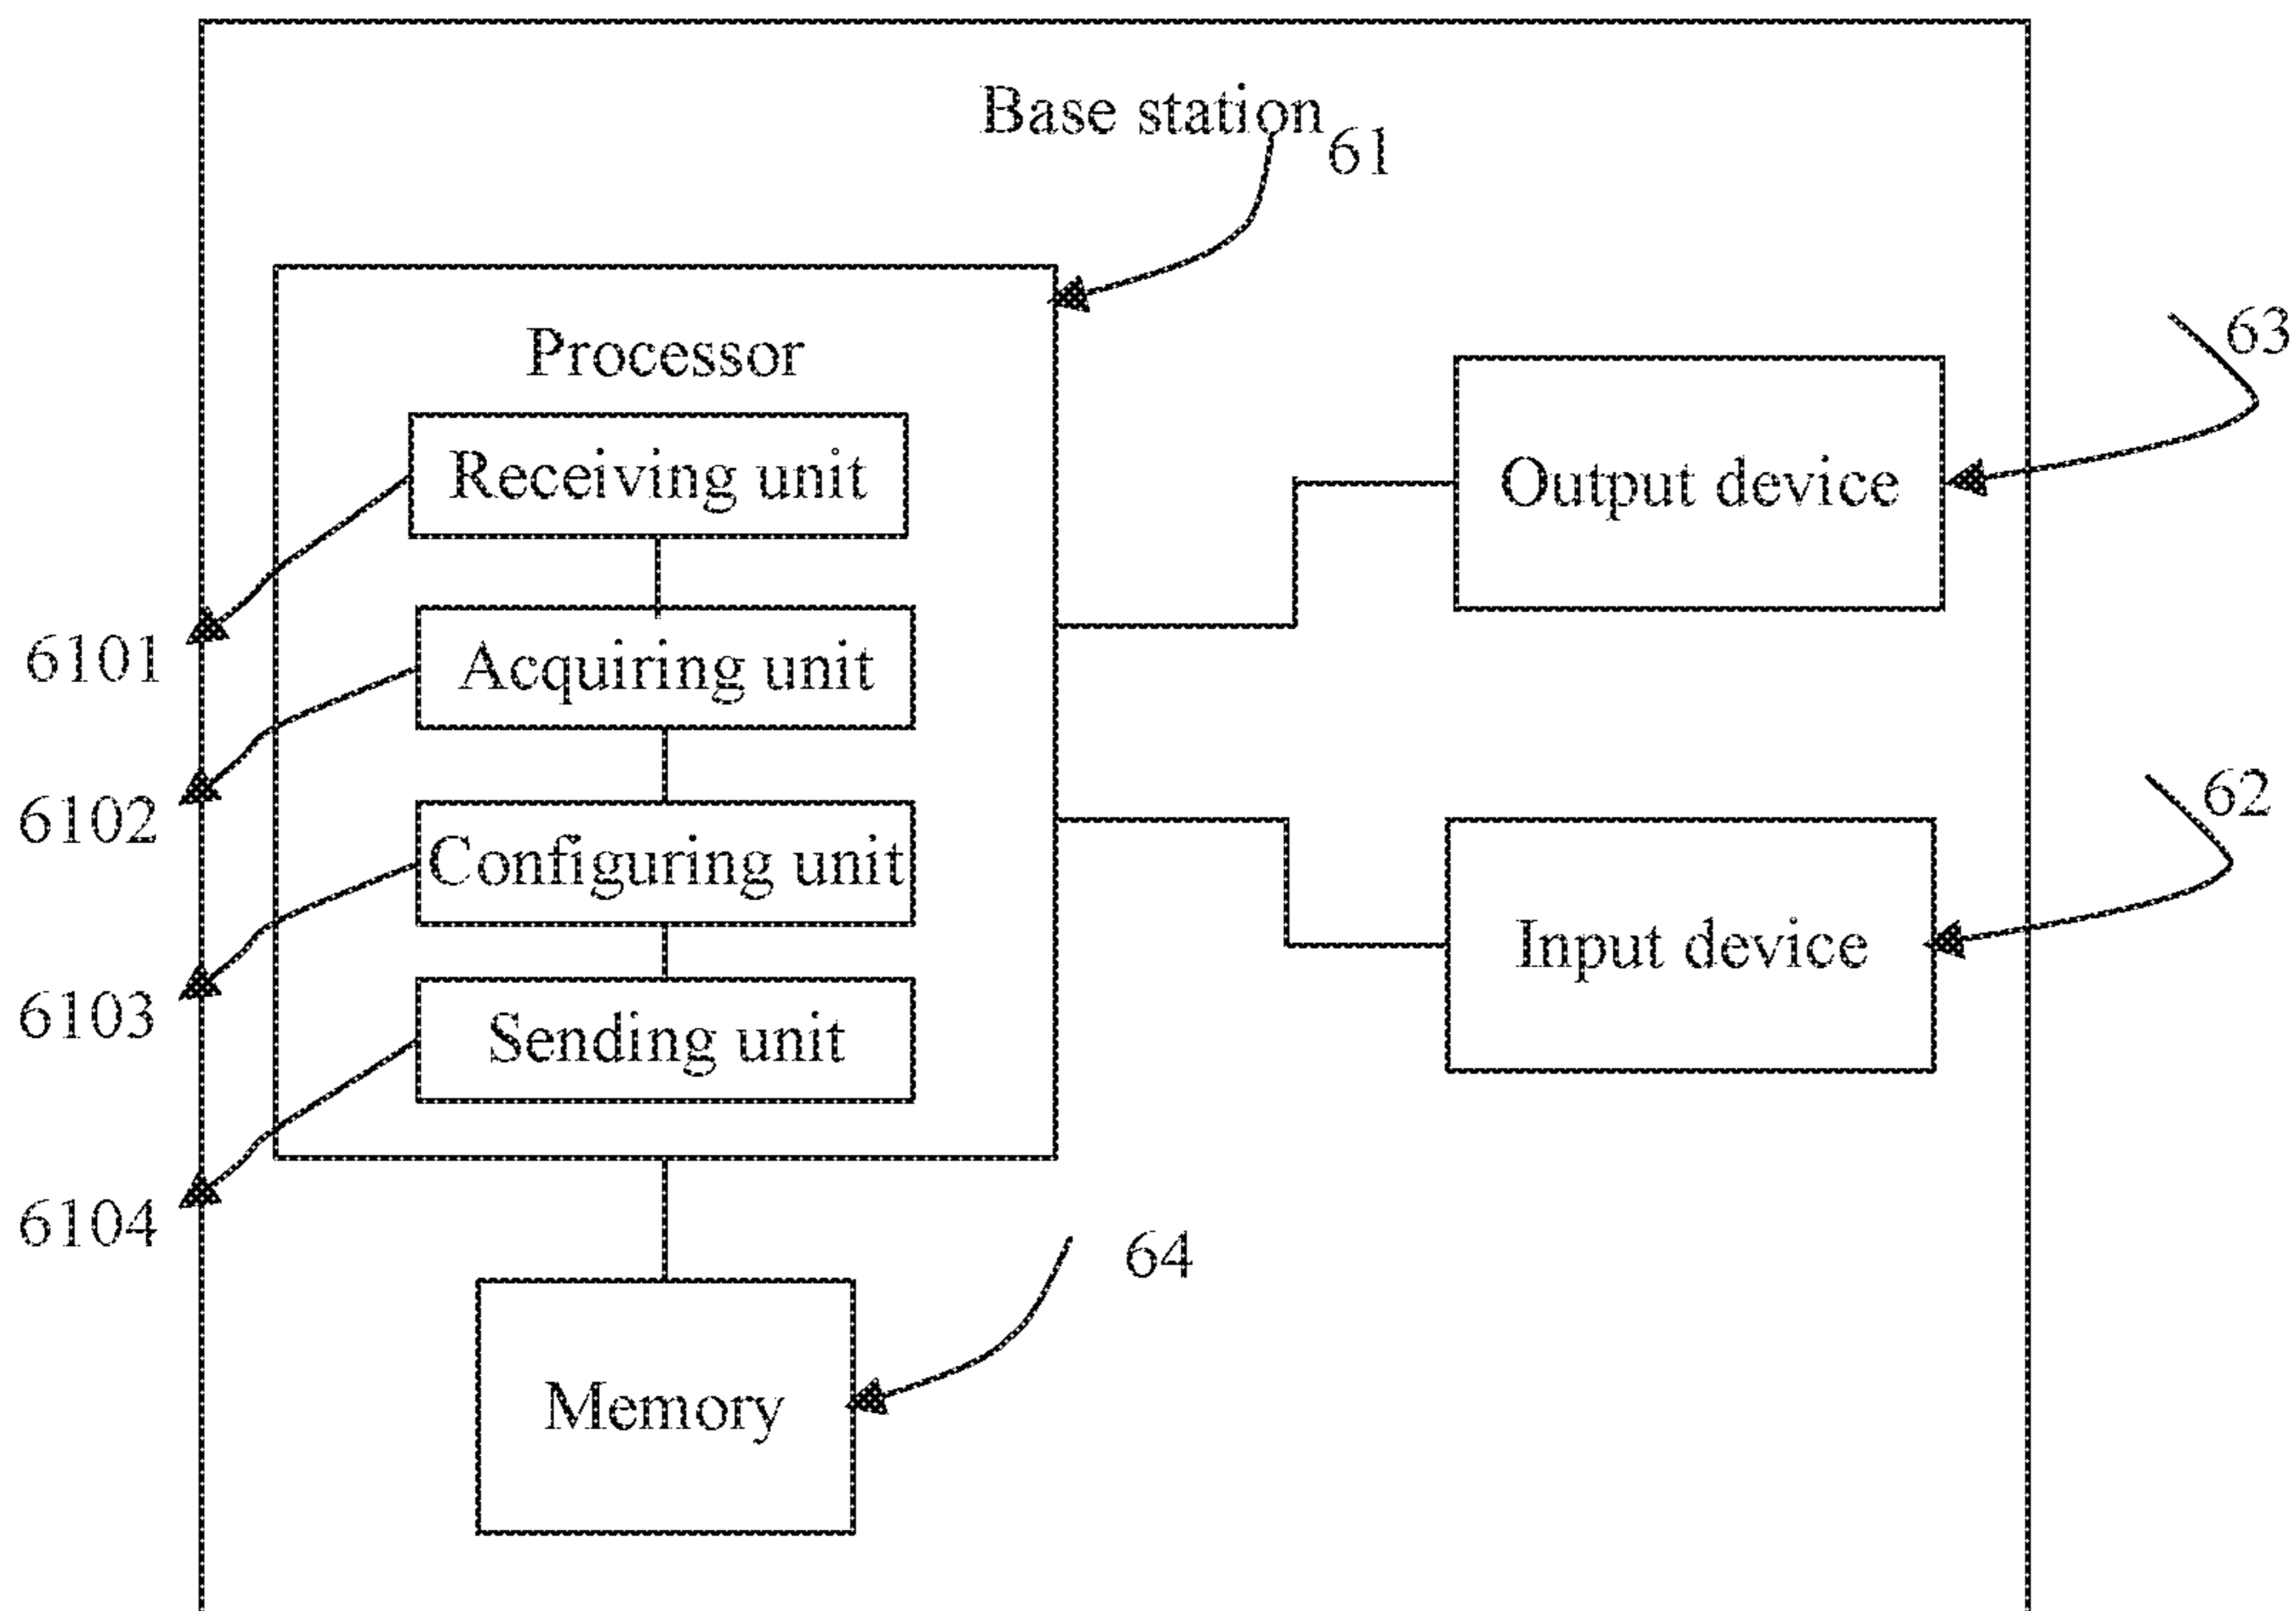 Base station
61
Processor
63
Receiving unit
Output device
6101
Acquiring unit
6102
62
Configuring unit
Input device
6103
Sending unit
6104
64
Memory